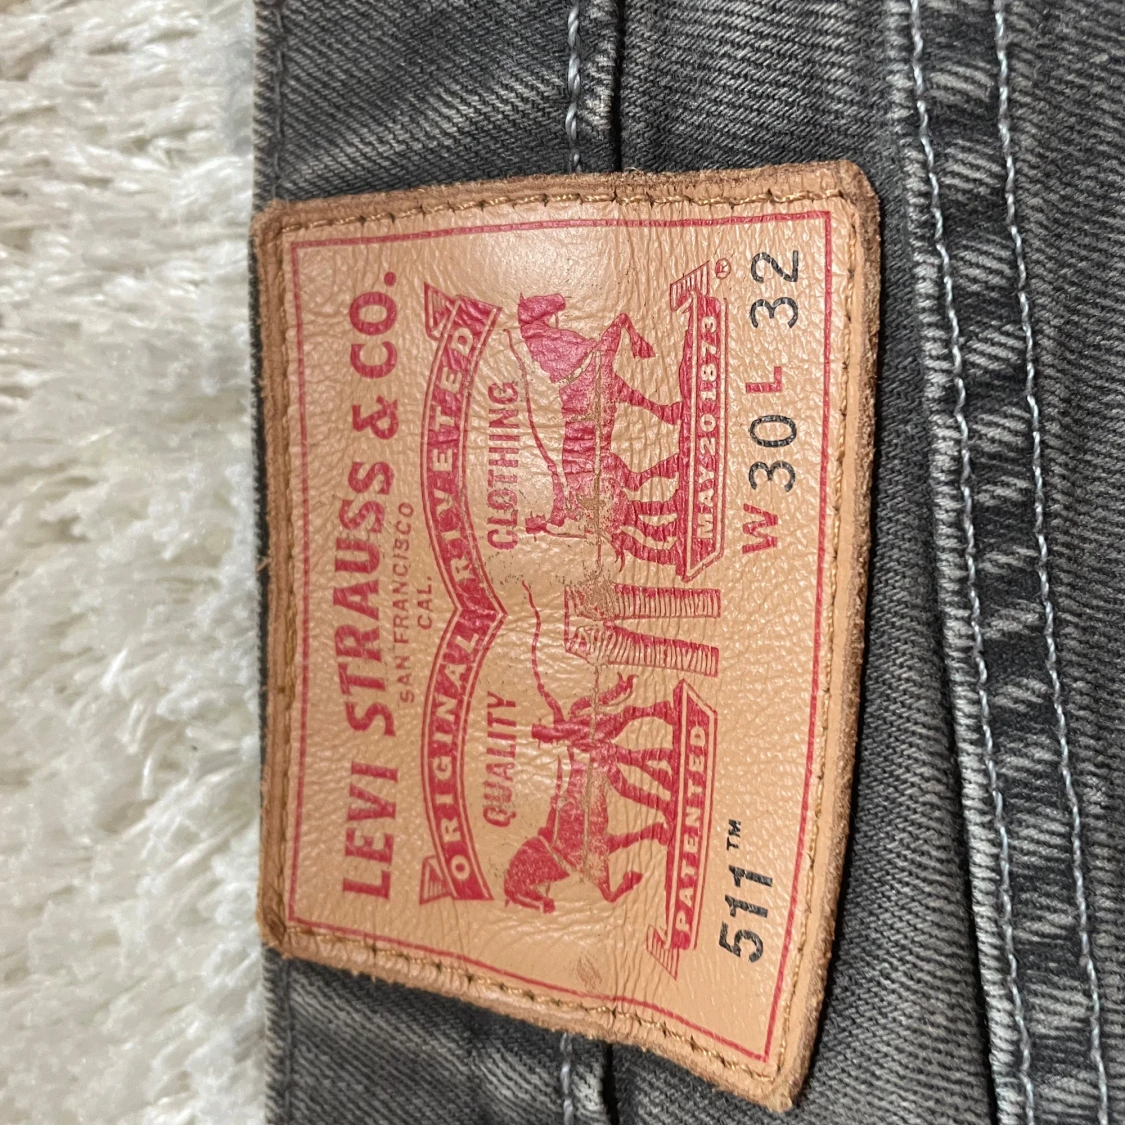 LEVI STRAUSS & CO.
SAN FRANCISCO
CAL.
ORIGINAL RIVETED
QUALITY CLOTHING
PATENTED MAY 20 1873 ®
511™ W 30 L 32